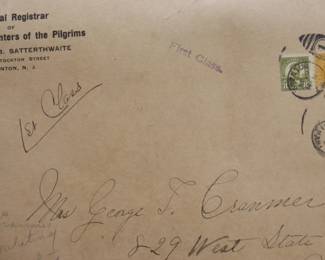 al Registrar
OF
nters of the Pilgrims
B. SATTERTHWAITE
STOCKTON STREET
NTON, N. J.
First Class.
1st Class
Mrs George T. Cranmer
829 West State